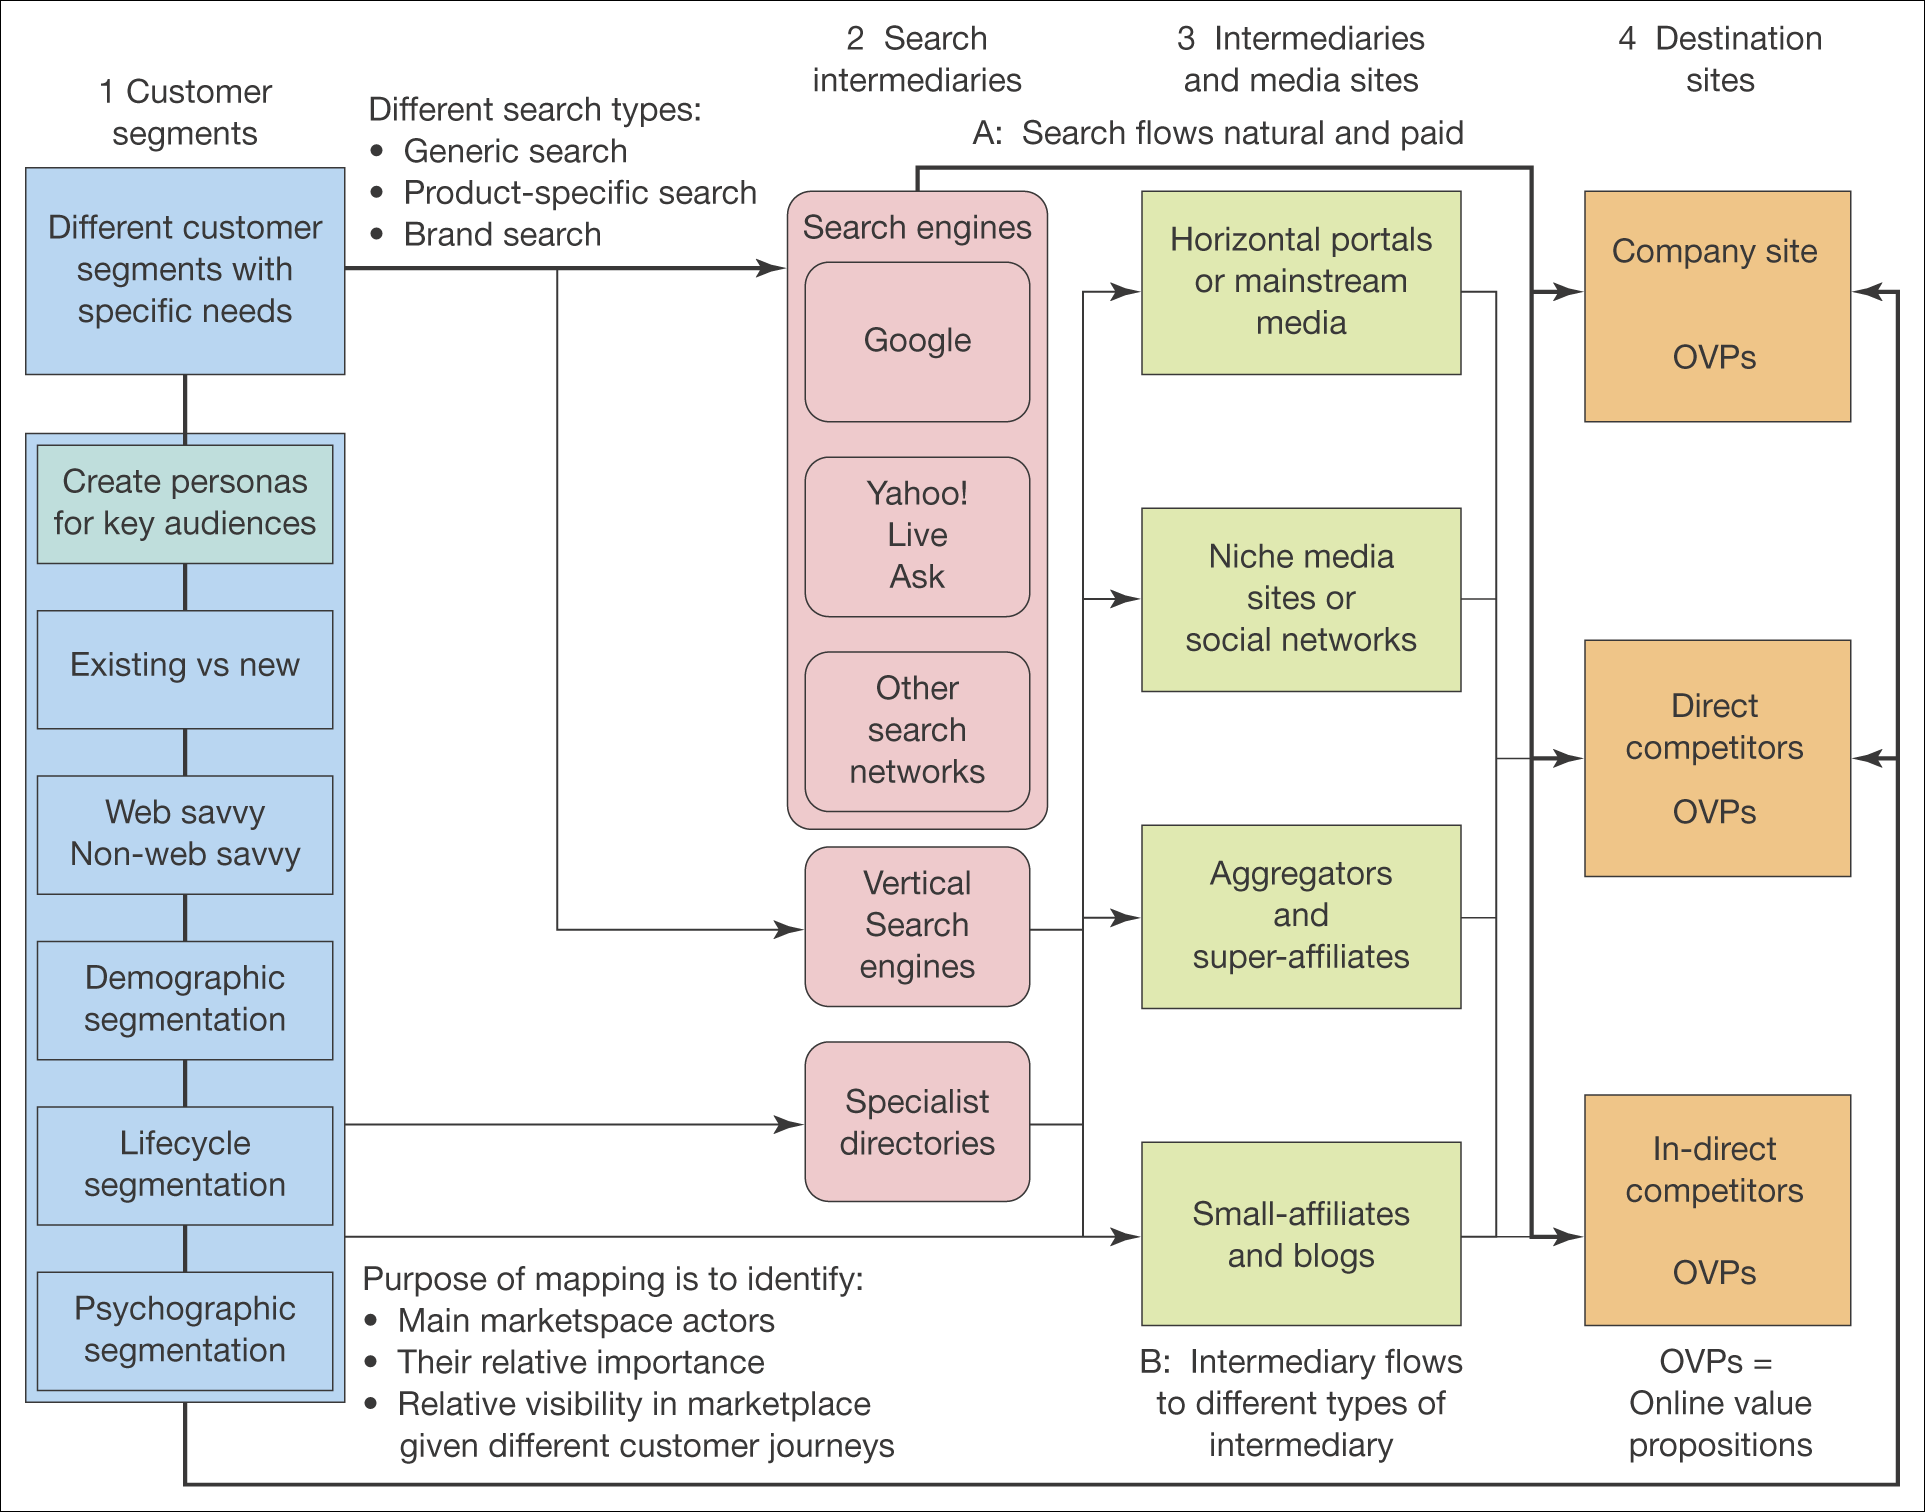 1 Customer
segments
Different customer
segments with
specific needs
Create personas
for key audiences
Existing vs new
Web savvy
Non-web savvy
Demographic
segmentation
Lifecycle
segmentation
Psychographic
segmentation
Different search types:
• Generic search
• Product-specific search
• Brand search
Purpose of mapping is to identify:
• Main marketspace actors
• Their relative importance
• Relative visibility in marketplace
given different customer journeys
2 Search
intermediaries
Search engines
Google
Yahoo!
Live
Ask
Other
search
networks
Vertical
Search
engines
Specialist
directories
3 Intermediaries
and media sites
A: Search flows natural and paid
Horizontal portals
or mainstream
media
Niche media
sites or
social networks
Aggregators
and
super-affiliates
Small-affiliates
and blogs
B: Intermediary flows
to different types of
intermediary
4 Destination
sites
Company site
OVPs
Direct
competitors
OVPs
In-direct
competitors
OVPs
OVPs =
Online value
propositions